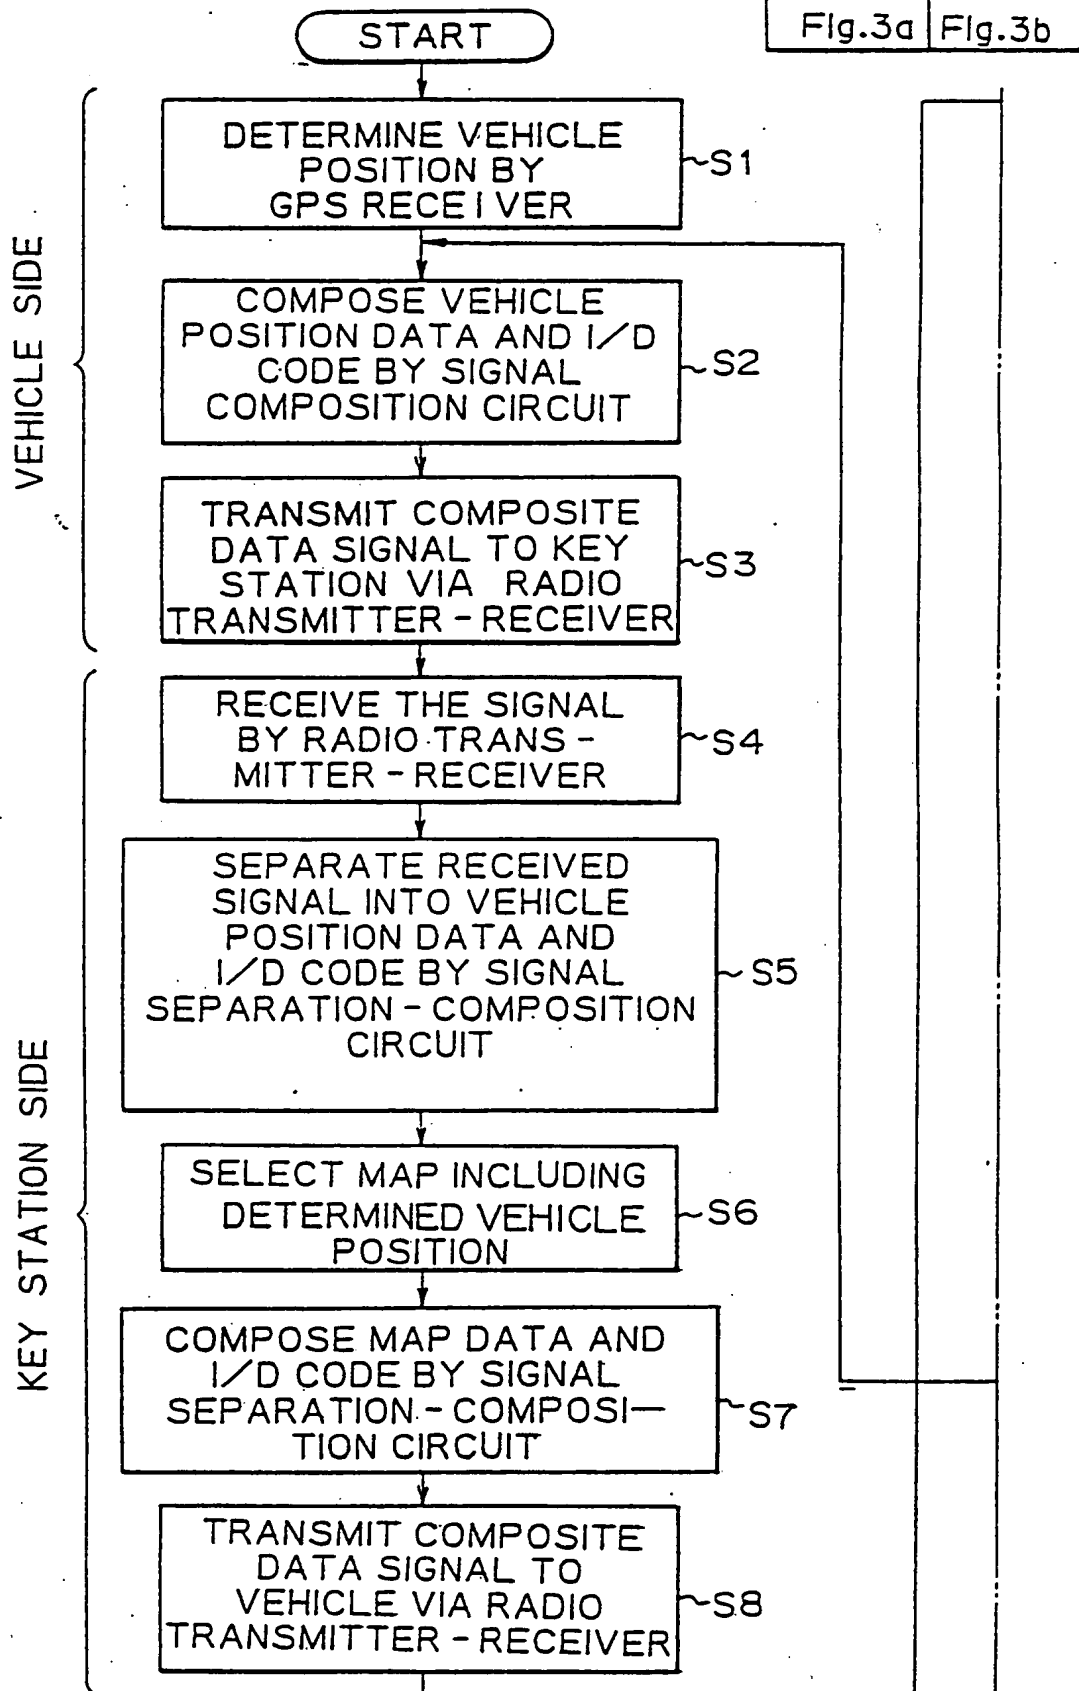 START
Fig.3a Fig.3b
DETERMINE VEHICLE
POSITION BY
GPS RECEIVER
S1
COMPOSE VEHICLE
POSITION DATA AND I/D
CODE BY SIGNAL
COMPOSITION CIRCUIT
S2
TRANSMIT COMPOSITE
DATA SIGNAL TO KEY
STATION VIA RADIO
TRANSMITTER-RECEIVER
S3
VEHICLE SIDE
RECEIVE THE SIGNAL
BY RADIO TRANS-
MITTER-RECEIVER
S4
SEPARATE RECEIVED
SIGNAL INTO VEHICLE
POSITION DATA AND
I/D CODE BY SIGNAL
SEPARATION-COMPOSITION
CIRCUIT
S5
SELECT MAP INCLUDING
DETERMINED VEHICLE
POSITION
S6
COMPOSE MAP DATA AND
I/D CODE BY SIGNAL
SEPARATION-COMPOSI-
TION CIRCUIT
S7
TRANSMIT COMPOSITE
DATA SIGNAL TO
VEHICLE VIA RADIO
TRANSMITTER-RECEIVER
S8
KEY STATION SIDE